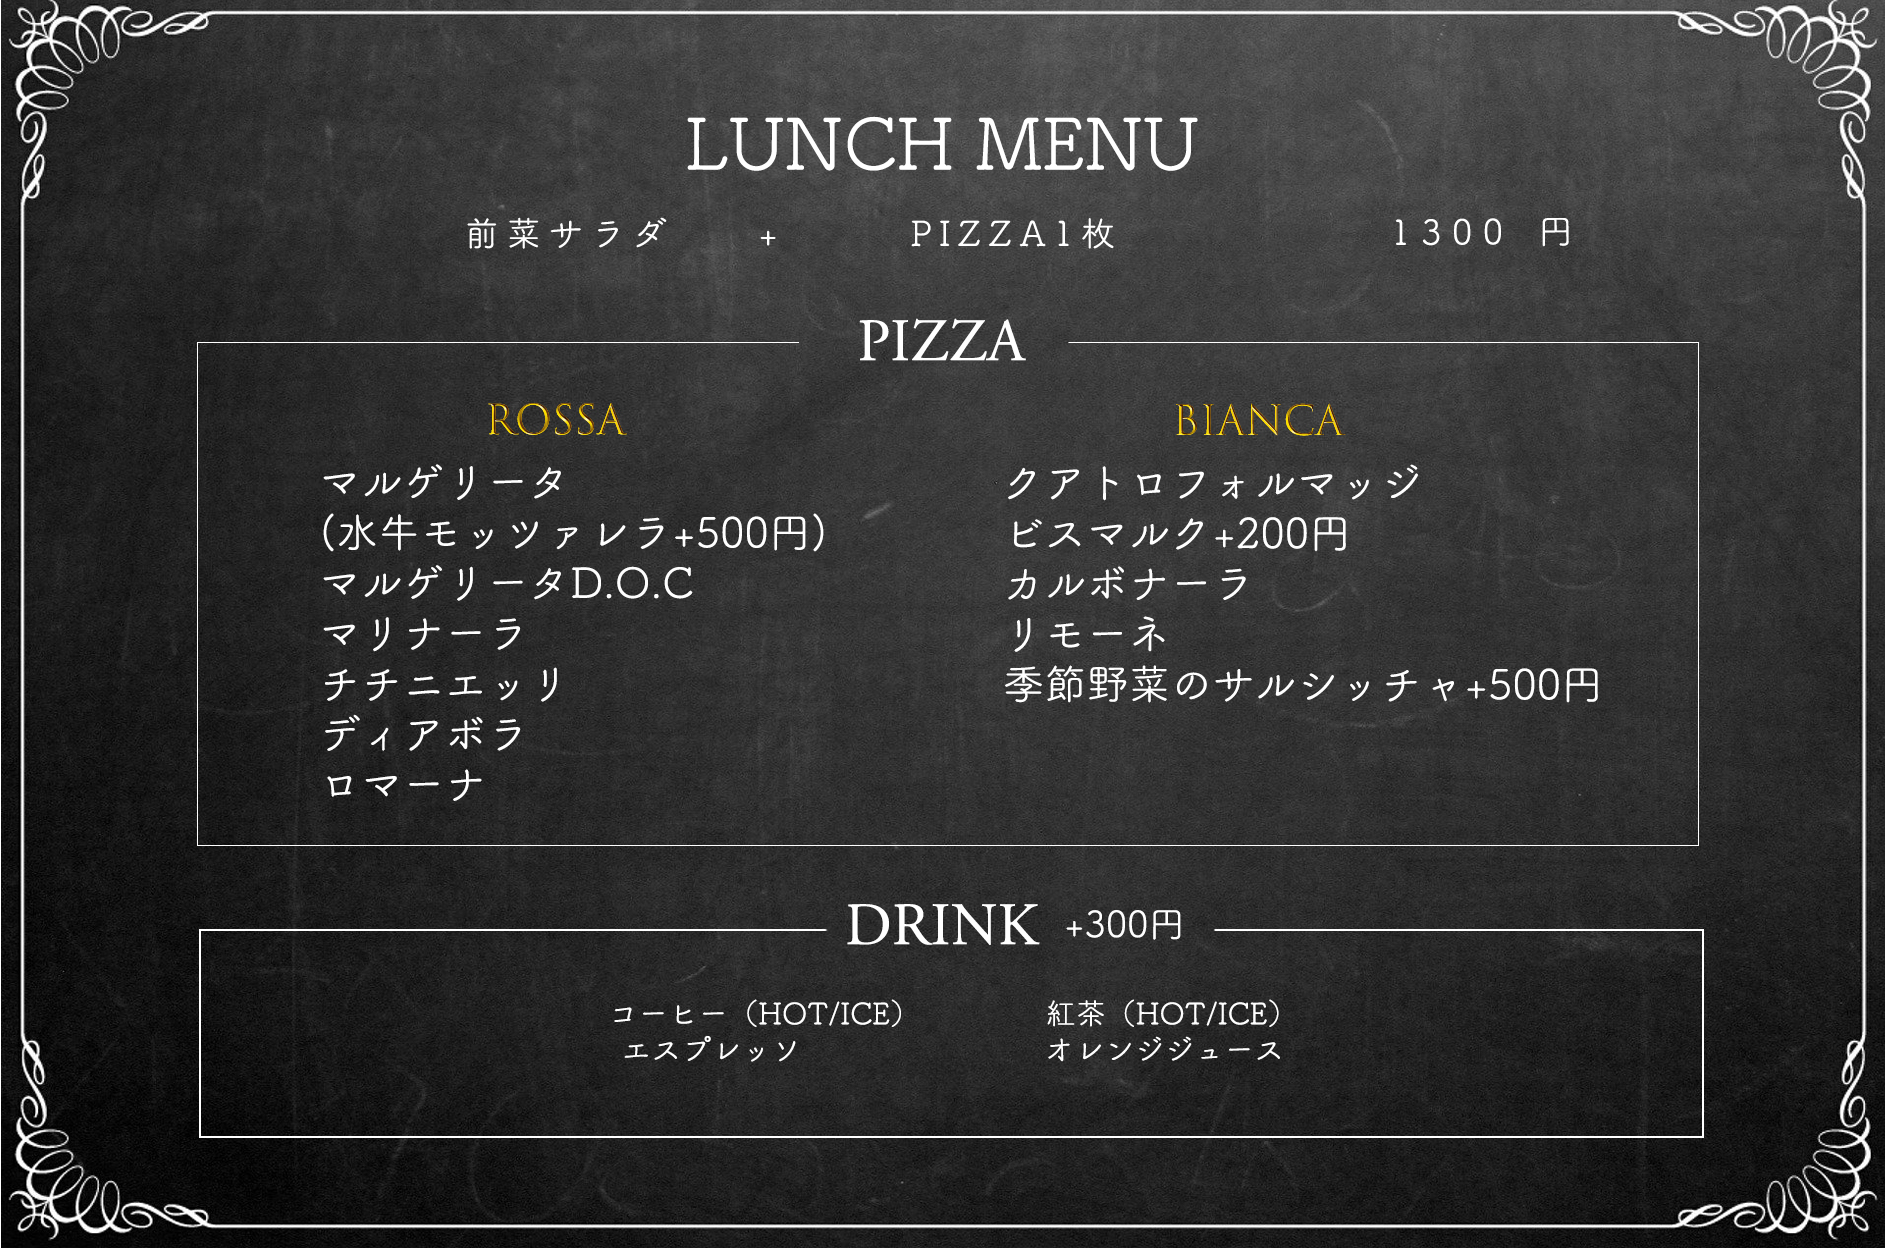 LUNCH MENU
前菜サラダ + PIZZA1枚 1300 円
PIZZA
ROSSA
マルゲリータ
(水牛モッツァレラ+500円)
マルゲリータD.O.C
マリナーラ
チチニエッリ
ディアボラ
ロマーナ
BIANCA
クアトロフォルマッジ
ビスマルク+200円
カルボナーラ
リモーネ
季節野菜のサルシッチャ+500円
DRINK +300円
コーヒー（HOT/ICE）
エスプレッソ
紅茶（HOT/ICE）
オレンジジュース